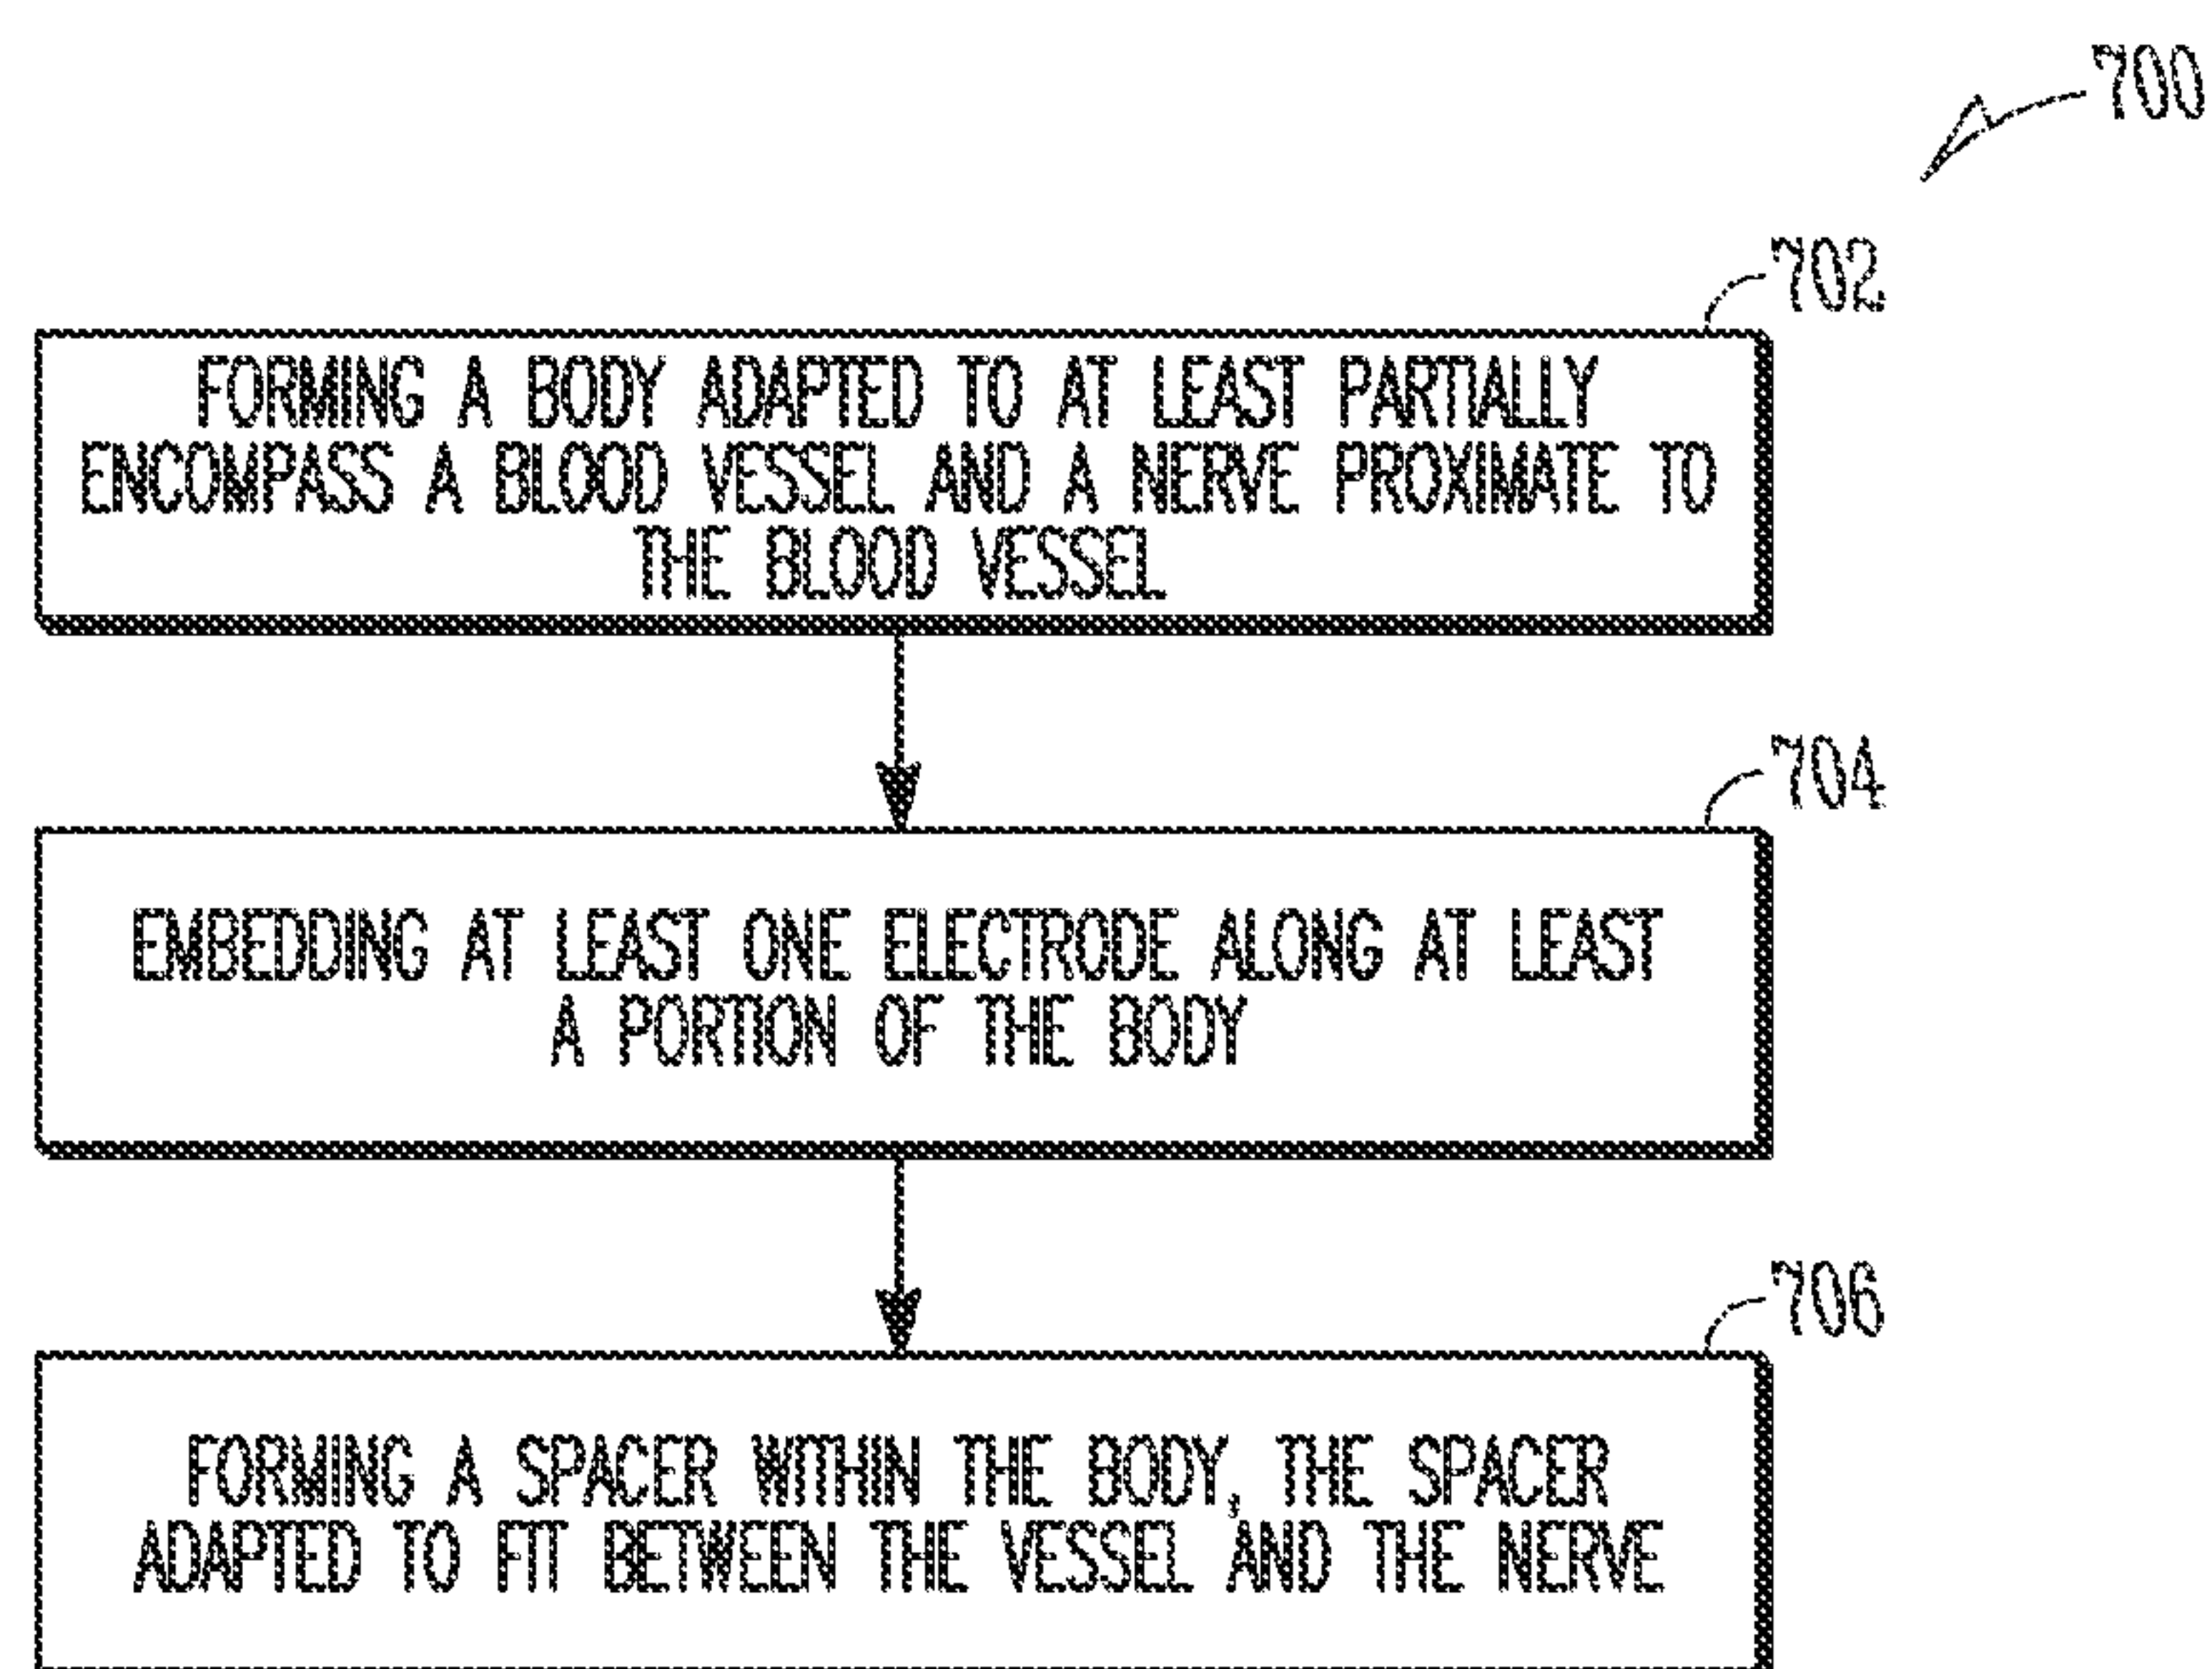 700
702
FORMING A BODY ADAPTED TO AT LEAST PARTIALLY
ENCOMPASS A BLOOD VESSEL AND A NERVE PROXIMATE TO
THE BLOOD VESSEL
704
EMBEDDING AT LEAST ONE ELECTRODE ALONG AT LEAST
A PORTION OF THE BODY
706
FORMING A SPACER WITHIN THE BODY, THE SPACER
ADAPTED TO FIT BETWEEN THE VESSEL AND THE NERVE